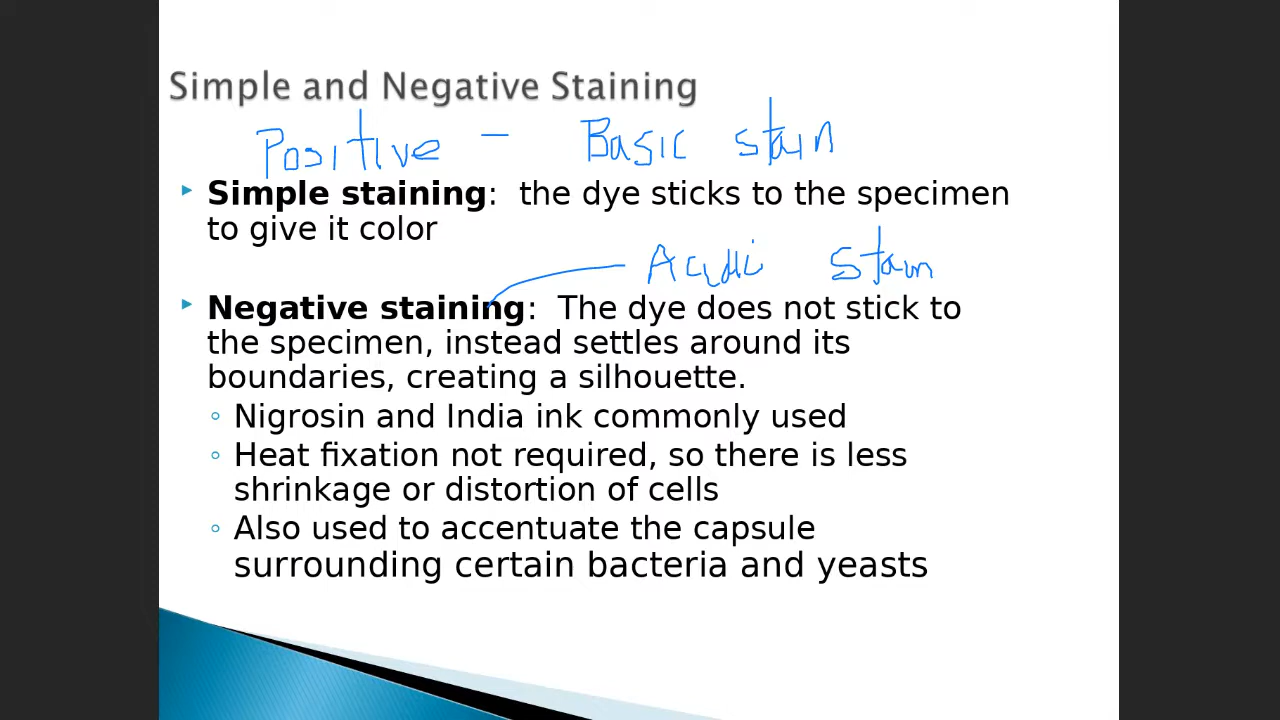 Simple and Negative Staining
Positive - Basic stain
Simple staining: the dye sticks to the specimen
to give it color
Acidic stain
Negative staining: The dye does not stick to
the specimen, instead settles around its
boundaries, creating a silhouette.
Nigrosin and India ink commonly used
Heat fixation not required, so there is less
shrinkage or distortion of cells
Also used to accentuate the capsule
surrounding certain bacteria and yeasts